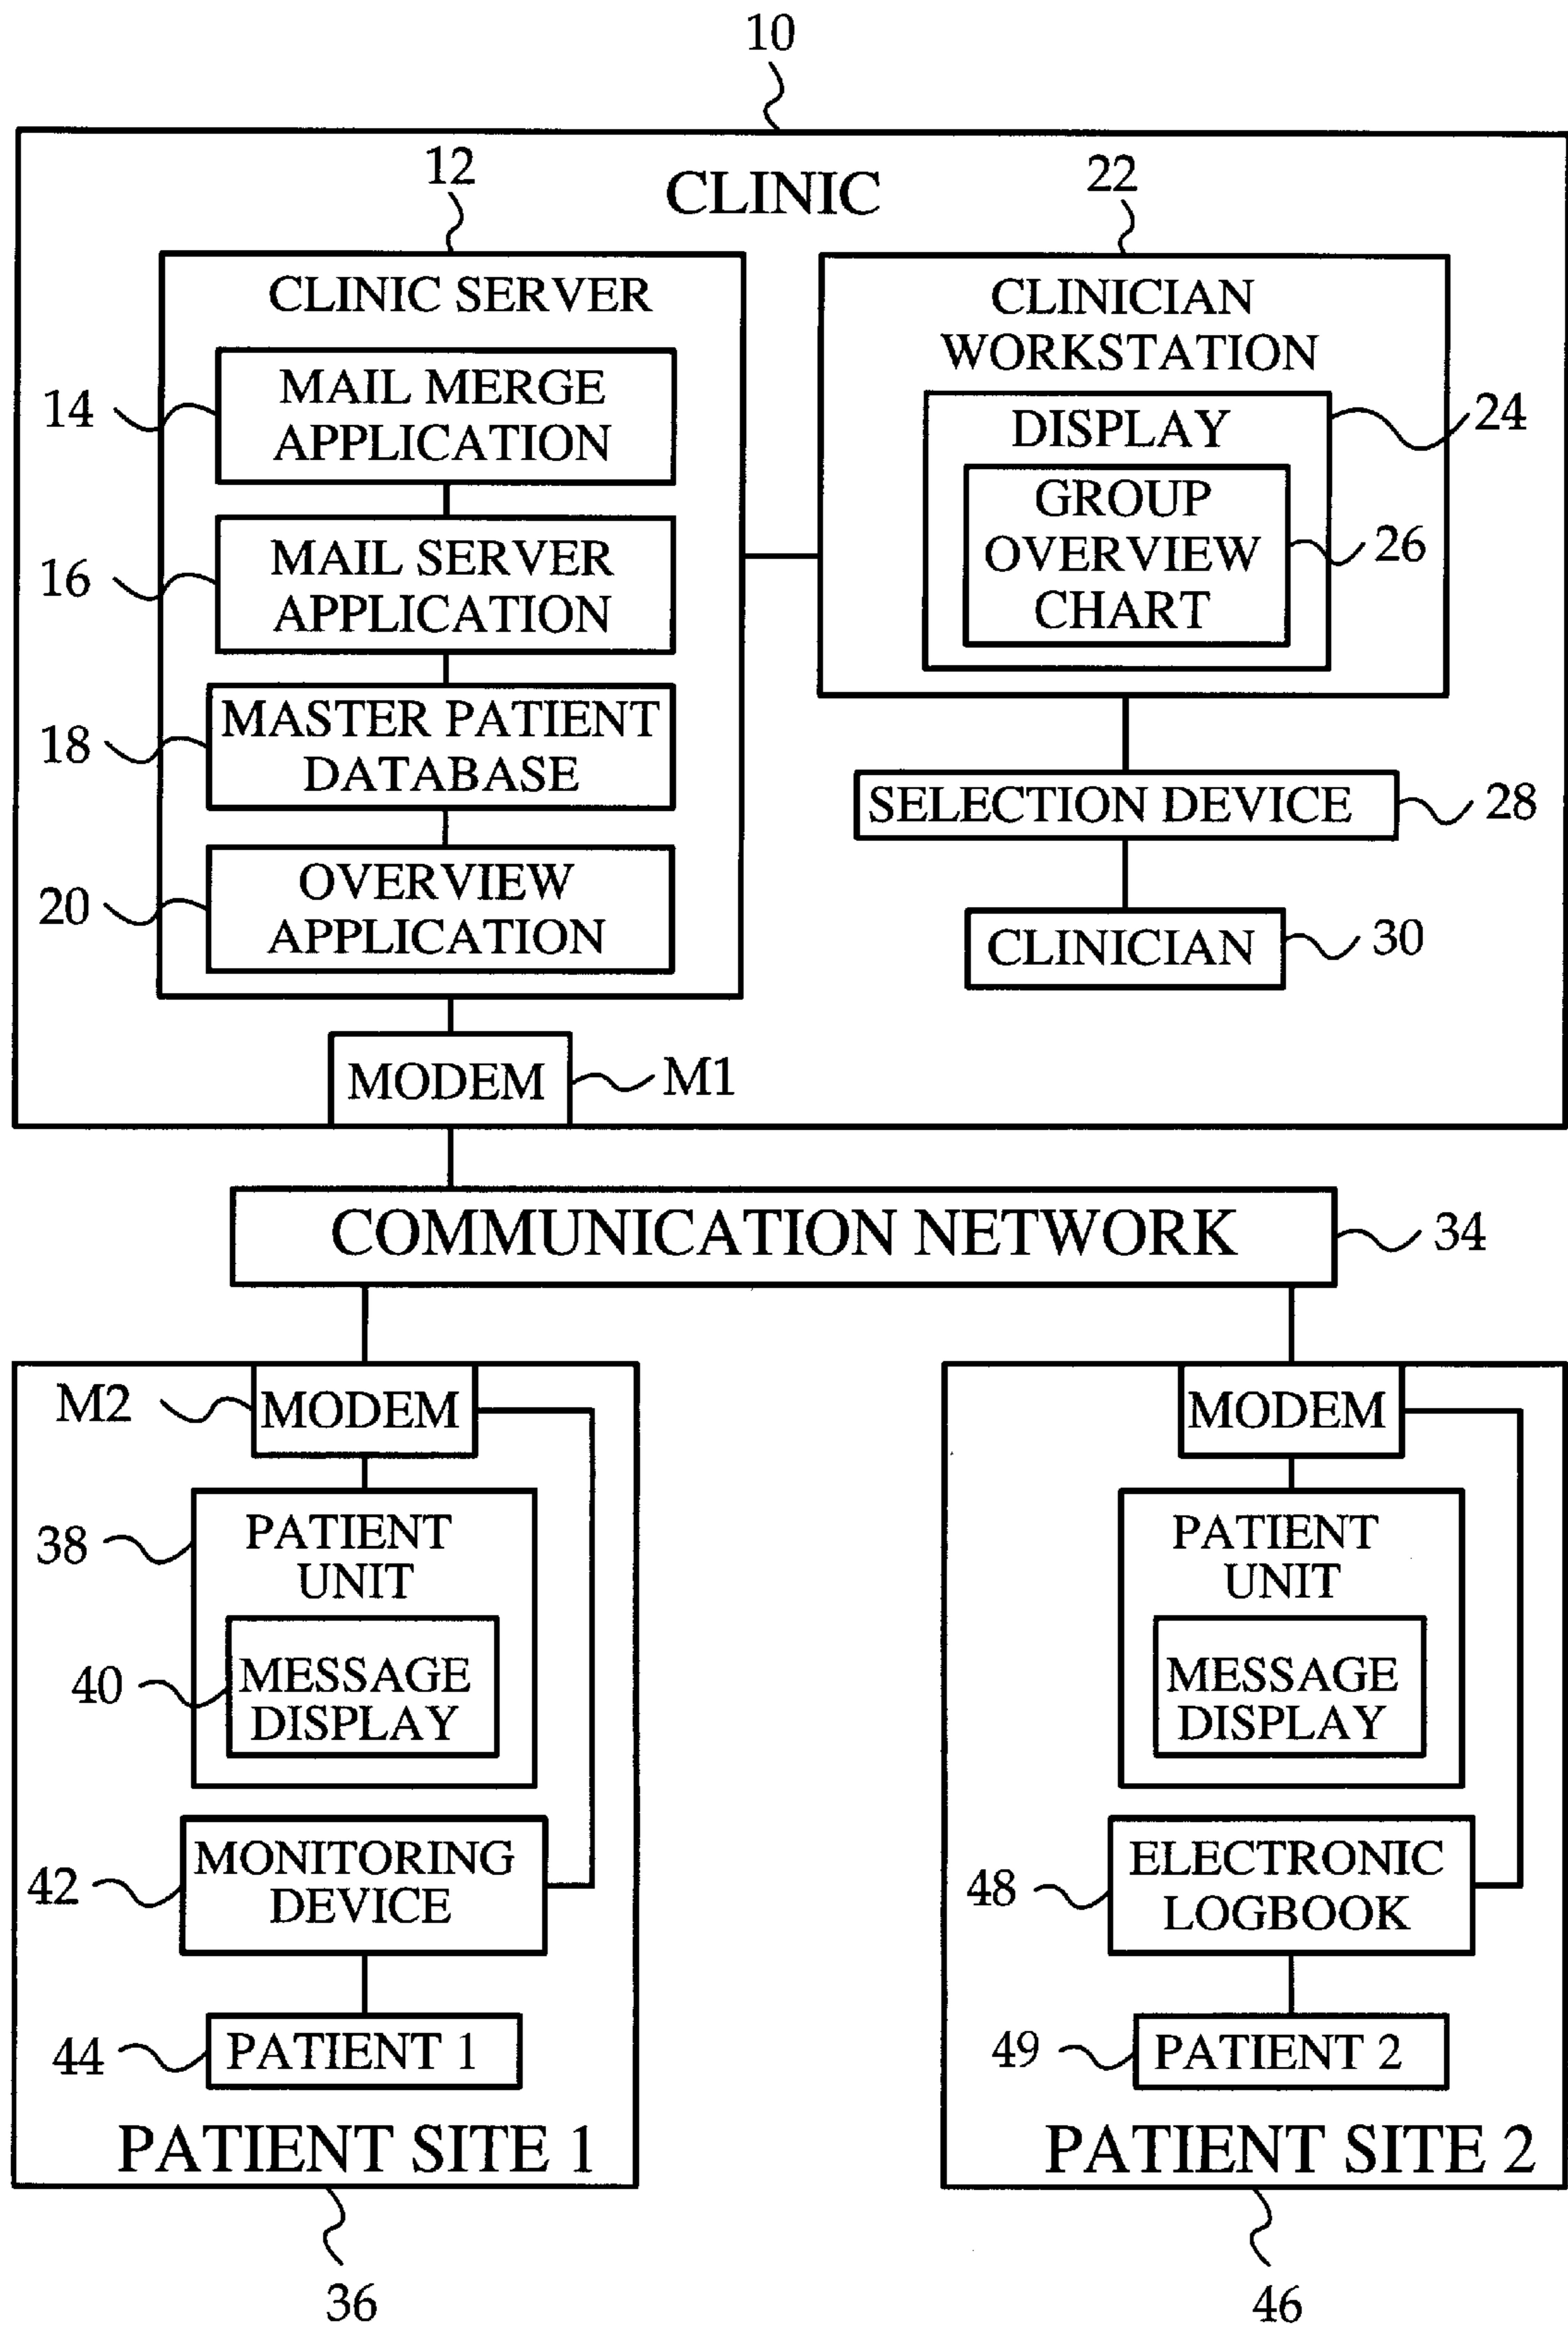 10
12
CLINIC
22
CLINIC SERVER
CLINICIAN
WORKSTATION
14
MAIL MERGE
APPLICATION
DISPLAY
24
GROUP
OVERVIEW
CHART
26
16
MAIL SERVER
APPLICATION
18
MASTER PATIENT
DATABASE
SELECTION DEVICE
28
20
OVERVIEW
APPLICATION
CLINICIAN
30
MODEM
M1
COMMUNICATION NETWORK
34
M2
MODEM
38
PATIENT
UNIT
40
MESSAGE
DISPLAY
42
MONITORING
DEVICE
44
PATIENT 1
PATIENT SITE 1
36
MODEM
PATIENT
UNIT
MESSAGE
DISPLAY
48
ELECTRONIC
LOGBOOK
49
PATIENT 2
PATIENT SITE 2
46